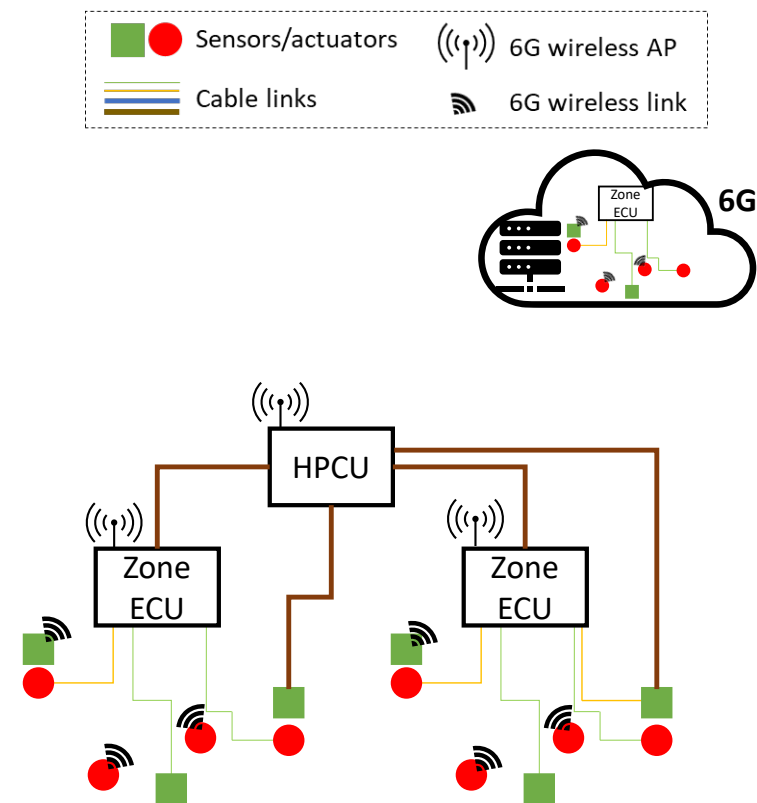 Sensors/actuators
6G wireless AP
Cable links
6G wireless link
Zone
ECU
6G
HPCU
Zone
ECU
Zone
ECU